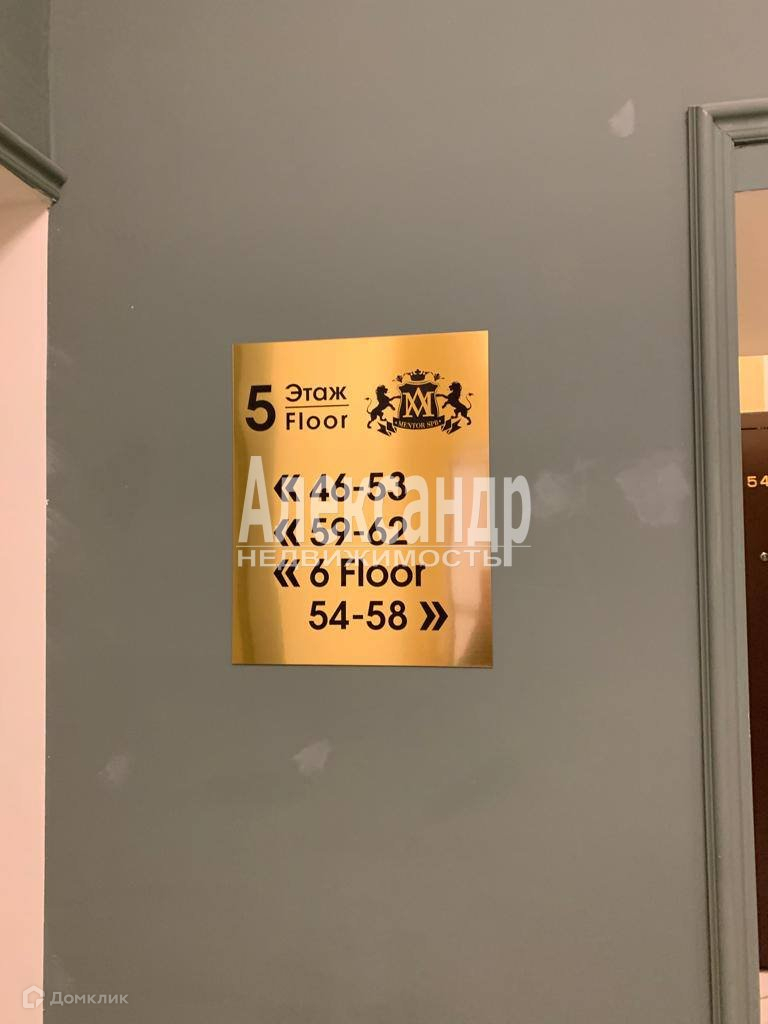 5 Этаж
Floor
MENTOR SPB
« 46-53
« 59-62
« 6 Floor
54-58 »
Александр
НЕДВИЖИМОСТЬ
54
Домклик